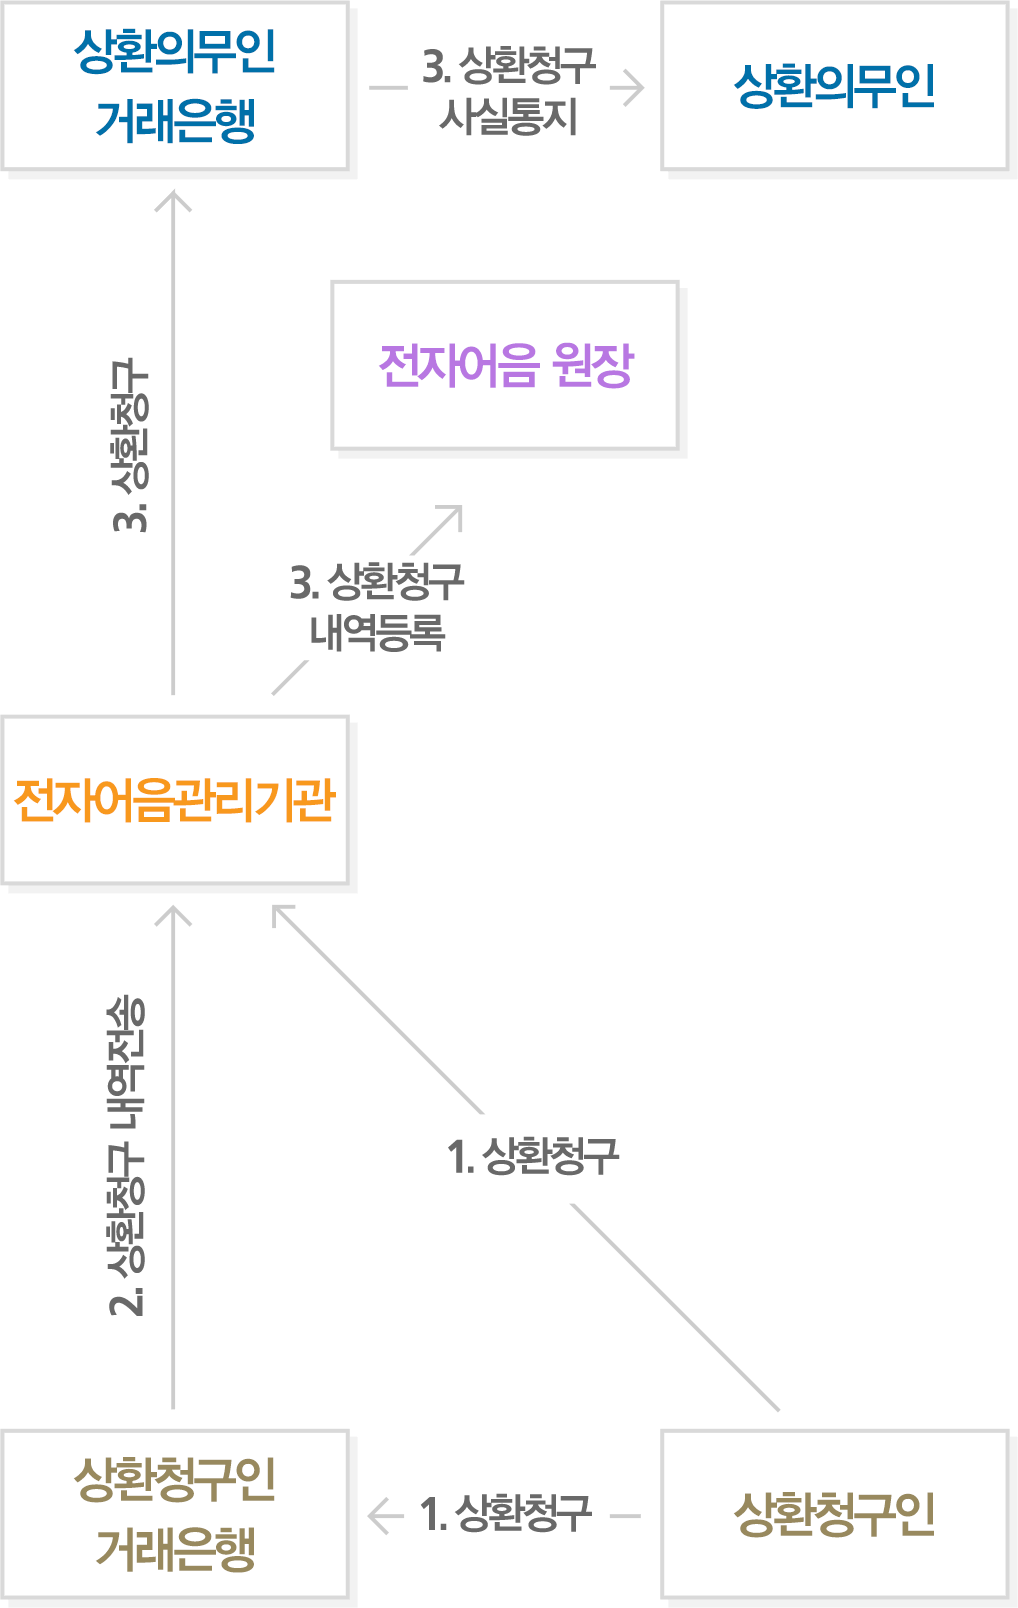 상환의무인
거래은행
3. 상환청구
사실통지
상환의무인
전자어음 원장
3. 상환청구
3. 상환청구
내역등록
전자어음관리기관
2. 상환청구 내역전송
1. 상환청구
상환청구인
거래은행
1. 상환청구
상환청구인